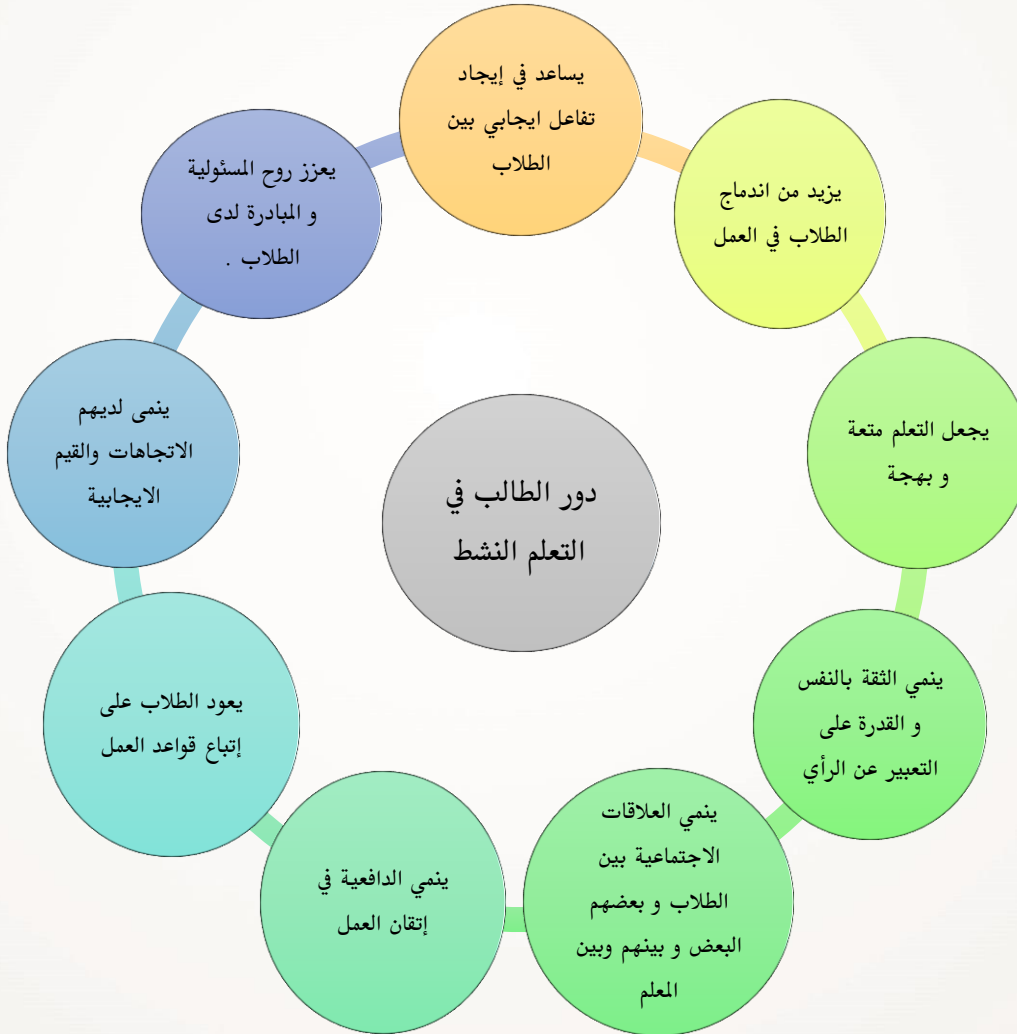 يساعد في إيجاد
تفاعل ايجابي بين
الطلاب
يزيد من اندماج
الطلاب في العمل
يجعل التعلم متعة
و بهجة
ينمي الثقة بالنفس
و القدرة على
التعبير عن الرأي
ينمي العلاقات
الاجتماعية بين
الطلاب و بعضهم
البعض و بينهم وبين
المعلم
ينمي الدافعية في
إتقان العمل
يعود الطلاب على
إتباع قواعد العمل
ينمى لديهم
الاتجاهات والقيم
الايجابية
يعزز روح المسئولية
و المبادرة لدى
الطلاب .
دور الطالب في
التعلم النشط